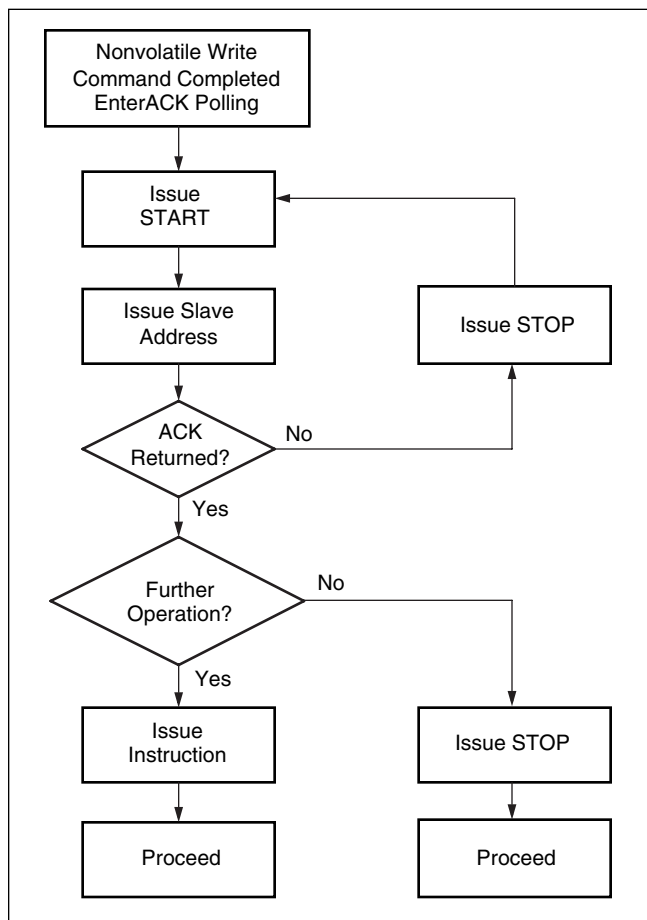 Nonvolatile Write
Command Completed
EnterACK Polling
Issue
START
Issue Slave
Address
Issue STOP
ACK
Returned?
No
Yes
Further
Operation?
No
Yes
Issue
Instruction
Issue STOP
Proceed
Proceed